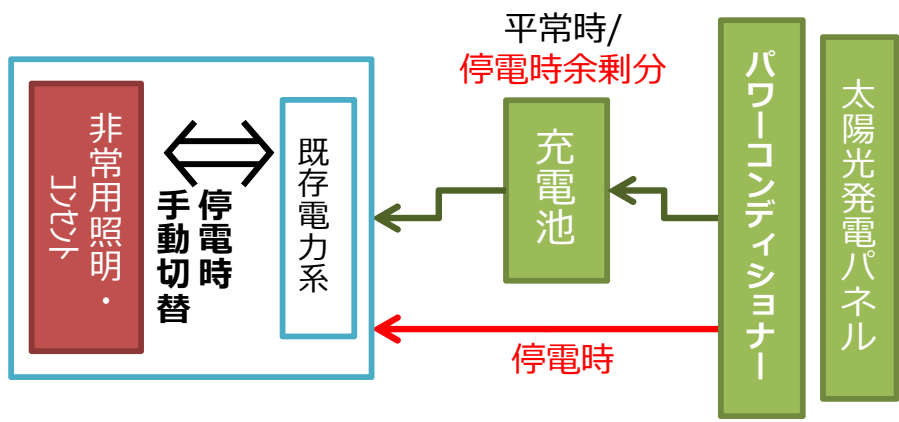 平常時/
停電時余剰分
非常用照明・
コンセント
停電時
手動切替
既存電力系
充電池
パワーコンディショナー
太陽光発電パネル
停電時